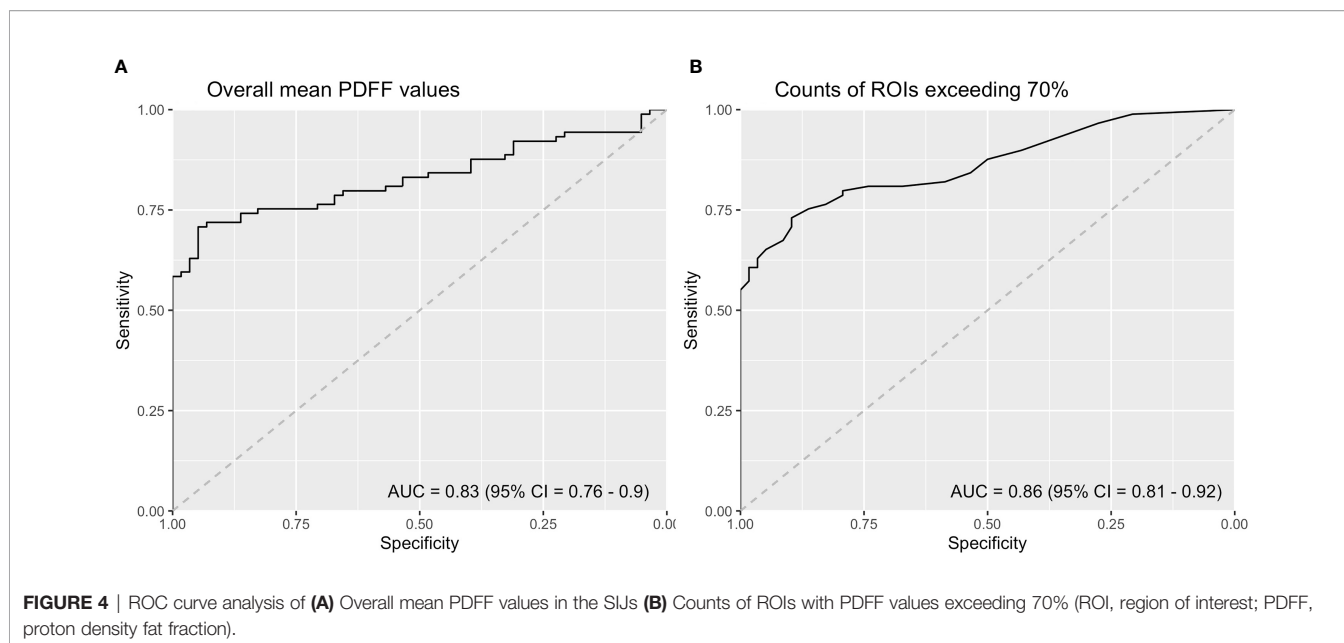 A
Overall mean PDFF values
1.00
0.75
0.50
0.25
0.00
Sensitivity
AUC = 0.83 (95% CI = 0.76 - 0.9)
1.00 0.75 0.50 0.25 0.0
Specificity
B
Counts of ROIs exceeding 70%
1.00
0.75
0.50
0.25
0.00
Sensitivity
AUC = 0.86 (95% CI = 0.81 - 0.92)
1.00 0.75 0.50 0.25 0.00
Specificity
FIGURE 4 | ROC curve analysis of (A) Overall mean PDFF values in the SIJs (B) Counts of ROIs with PDFF values exceeding 70% (ROI, region of interest; PDFF,
proton density fat fraction).